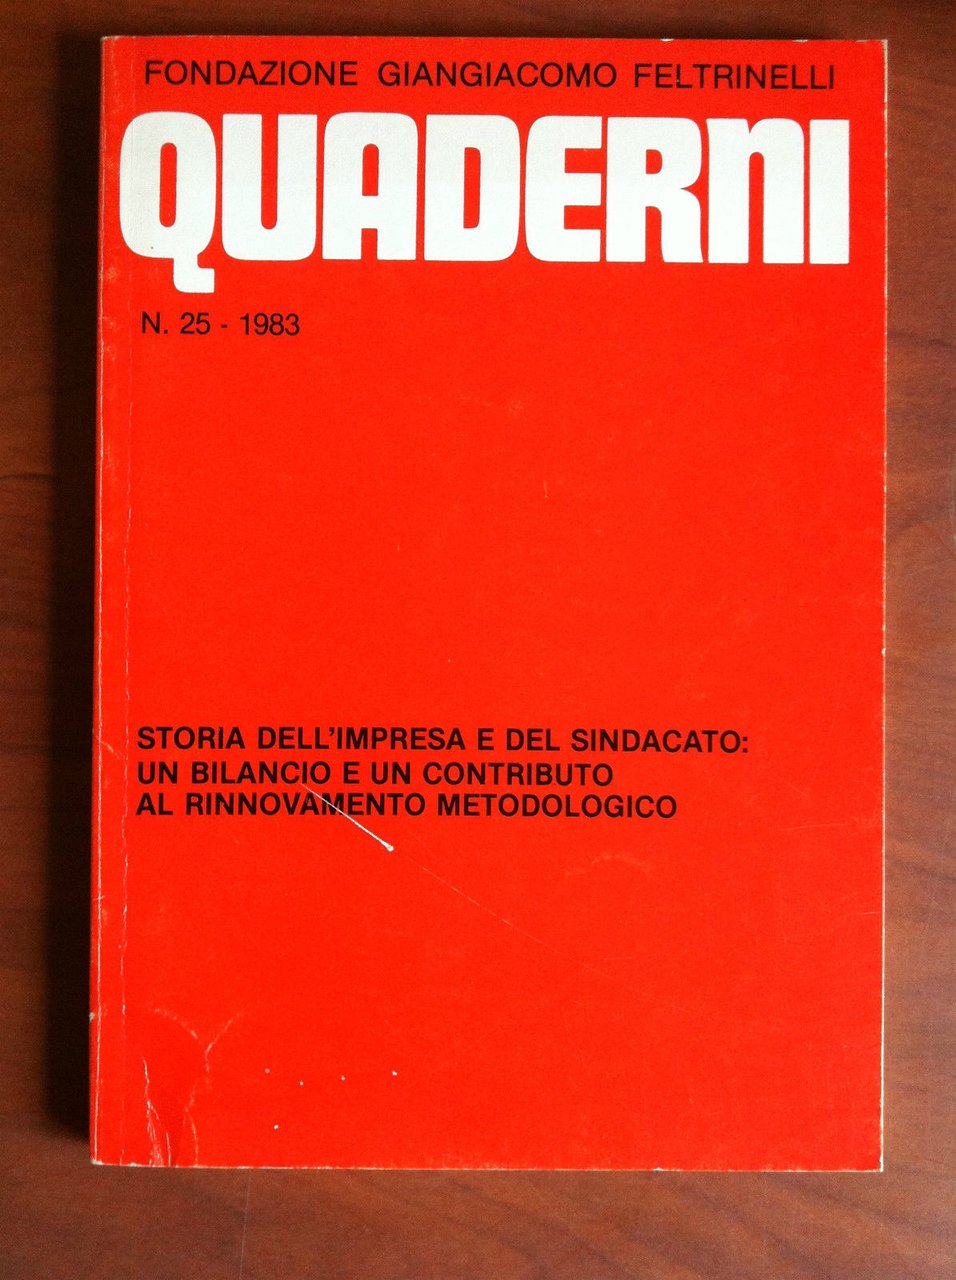 FONDAZIONE GIANGIACOMO FELTRINELLI
QUADERNI
N. 25 - 1983
STORIA DELL'IMPRESA E DEL SINDACATO:
UN BILANCIO E UN CONTRIBUTO
AL RINNOVAMENTO METODOLOGICO